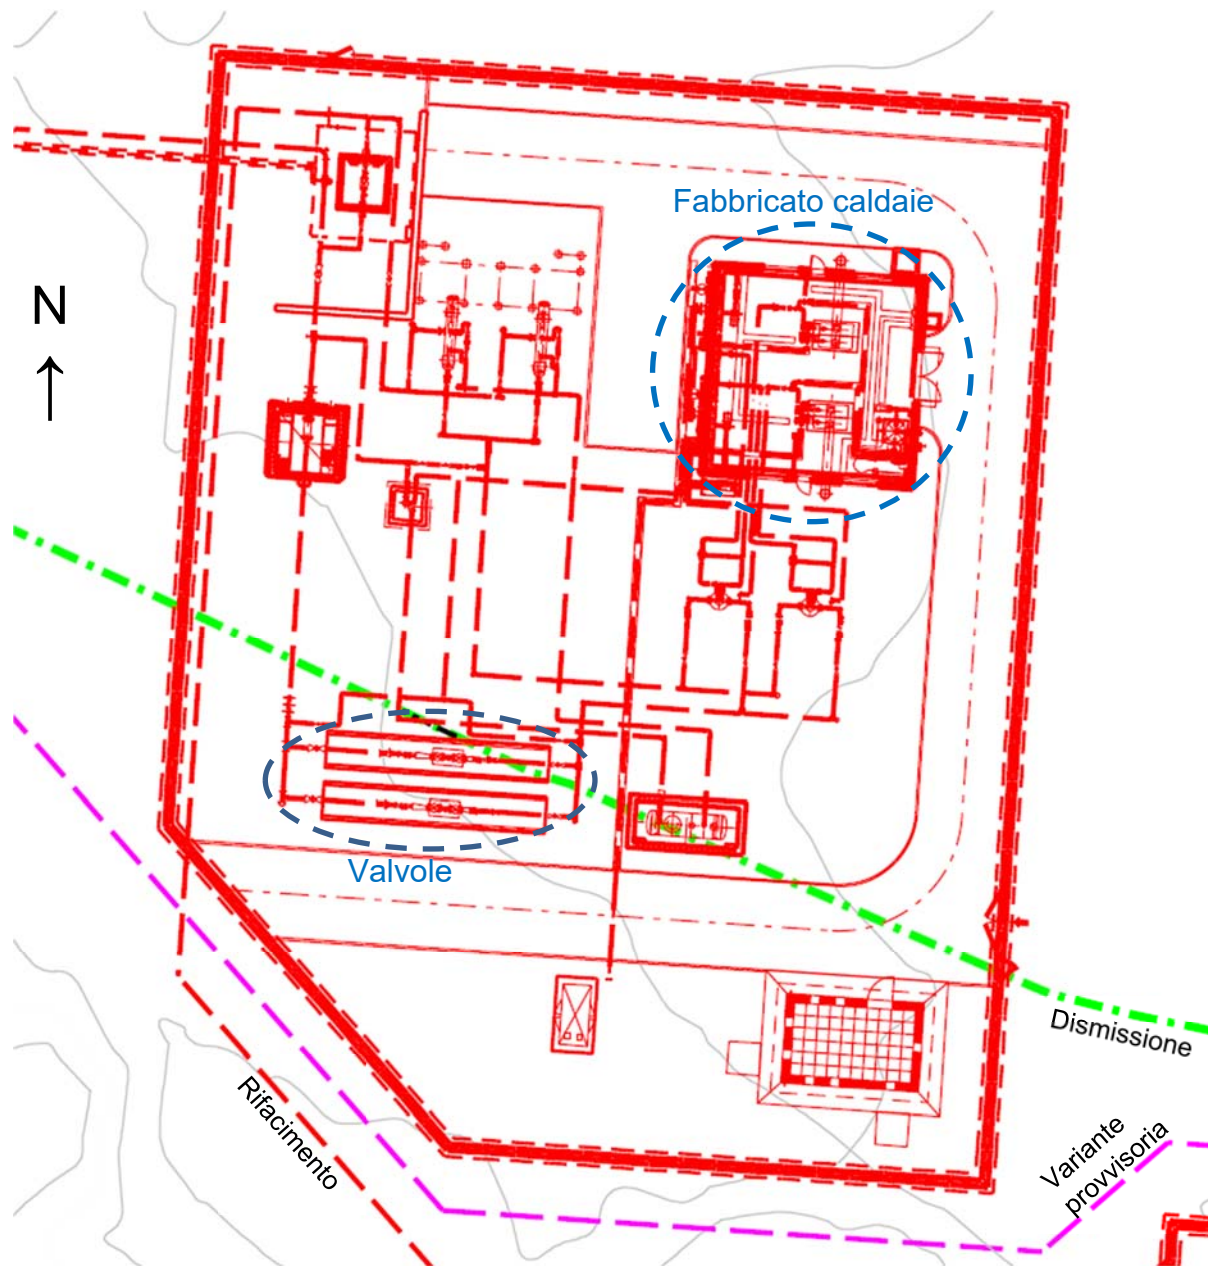 Fabbricato caldaie
N
Valvole
Dismissione
Rifacimento
Variante
provvisoria